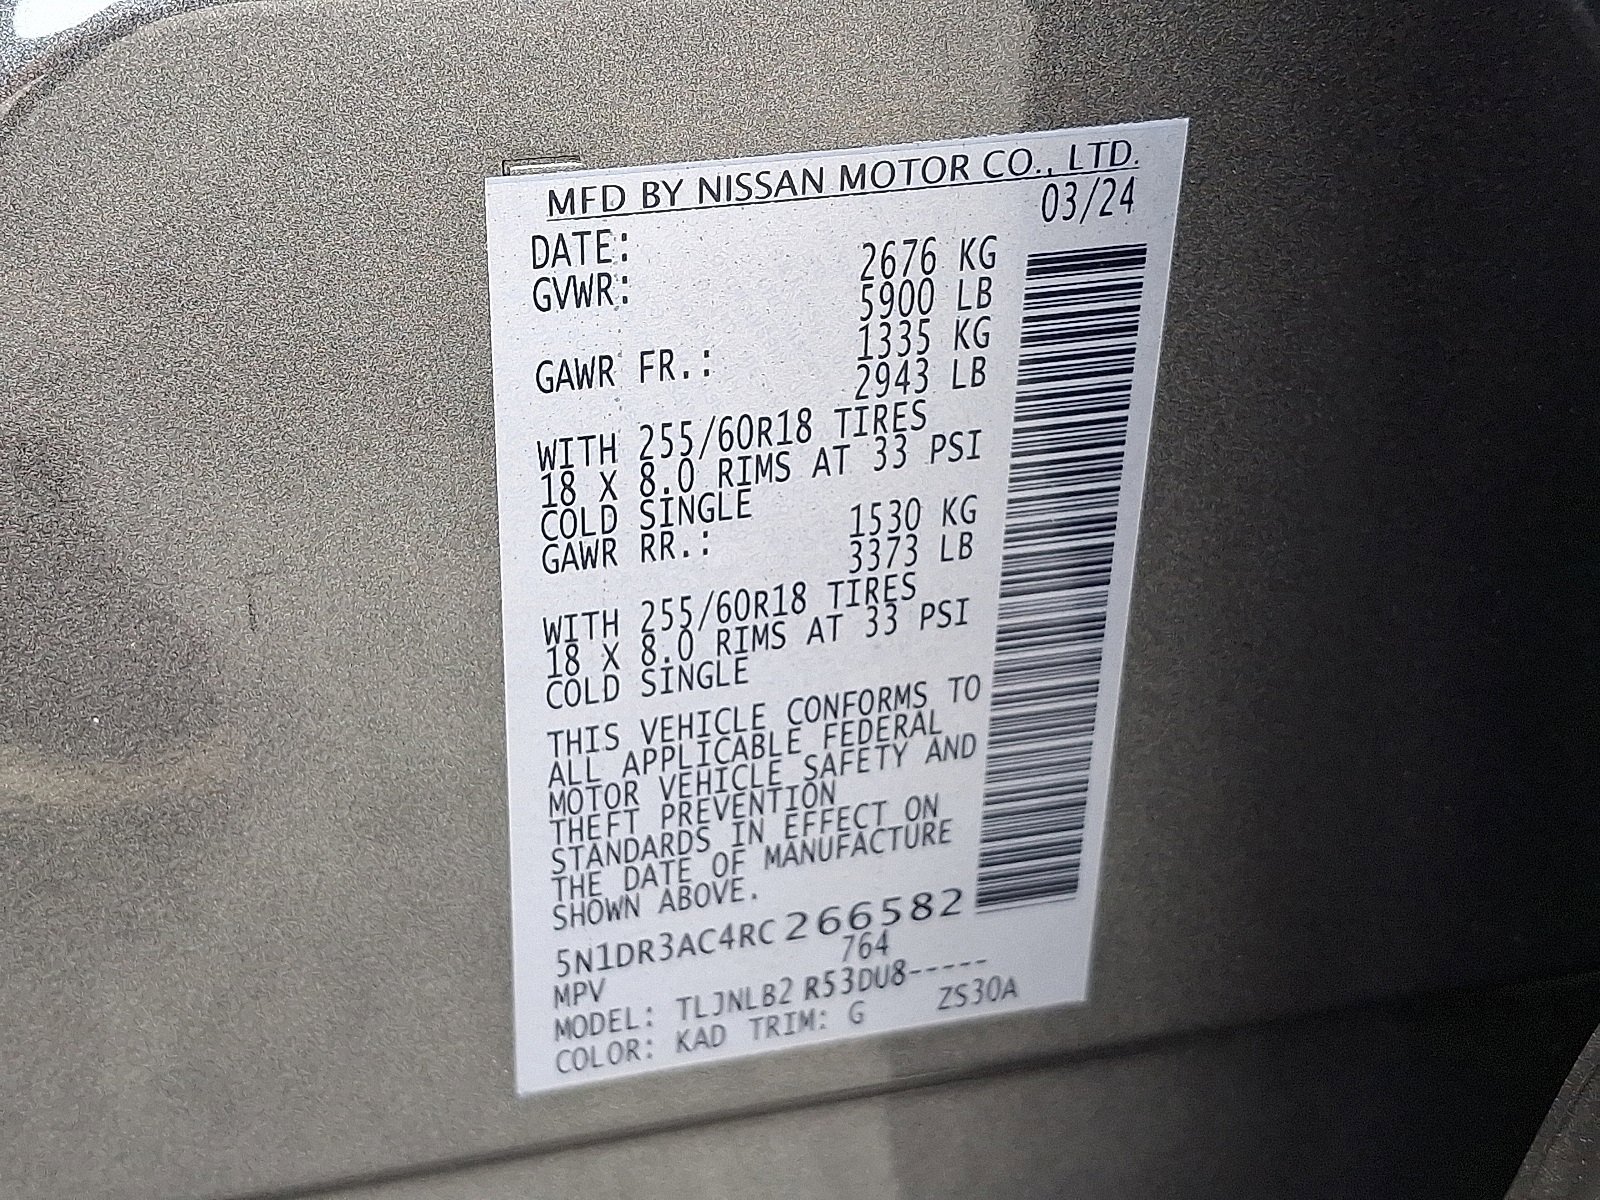 MFD BY NISSAN MOTOR CO., LTD.
DATE: 03/24
GVWR: 2676 KG
5900 LB
GAWR FR.: 1335 KG
2943 LB
WITH 255/60R18 TIRES
18 X 8.0 RIMS AT 33 PSI
COLD SINGLE
GAWR RR.: 1530 KG
3373 LB
WITH 255/60R18 TIRES
18 X 8.0 RIMS AT 33 PSI
COLD SINGLE
THIS VEHICLE CONFORMS TO
ALL APPLICABLE FEDERAL
MOTOR VEHICLE SAFETY AND
THEFT PREVENTION
STANDARDS IN EFFECT ON
THE DATE OF MANUFACTURE
SHOWN ABOVE.
5N1DR3AC4RC266582
MPV 764
MODEL: TLJNLB2 R53DU8-----
COLOR: KAD TRIM: G ZS30A